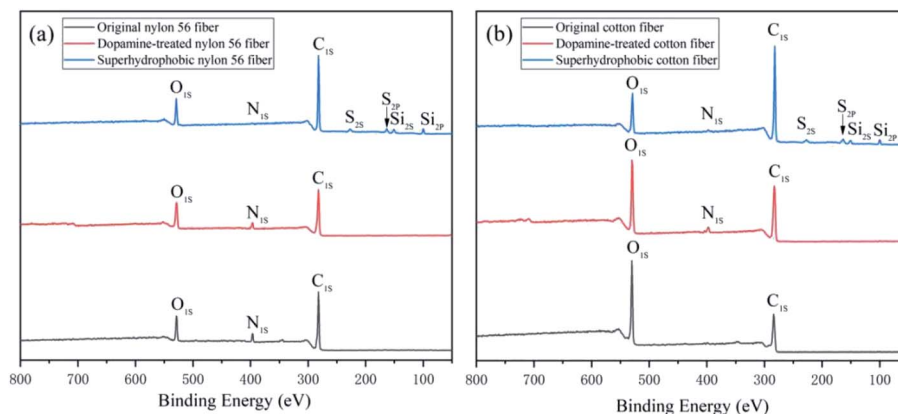 (a)
Original nylon 56 fiber
Dopamine-treated nylon 56 fiber
Superhydrophobic nylon 56 fiber
C1S
O1S
N1S
S2S
S2P
Si2S
Si2P
O1S
N1S
C1S
O1S
N1S
C1S
800 700 600 500 400 300 200 100
Binding Energy (eV)
(b)
Original cotton fiber
Dopamine-treated cotton fiber
Superhydrophobic cotton fiber
C1S
O1S
N1S
S2S
S2P
Si2S
Si2P
O1S
N1S
C1S
O1S
C1S
800 700 600 500 400 300 200 100
Binding Energy (eV)